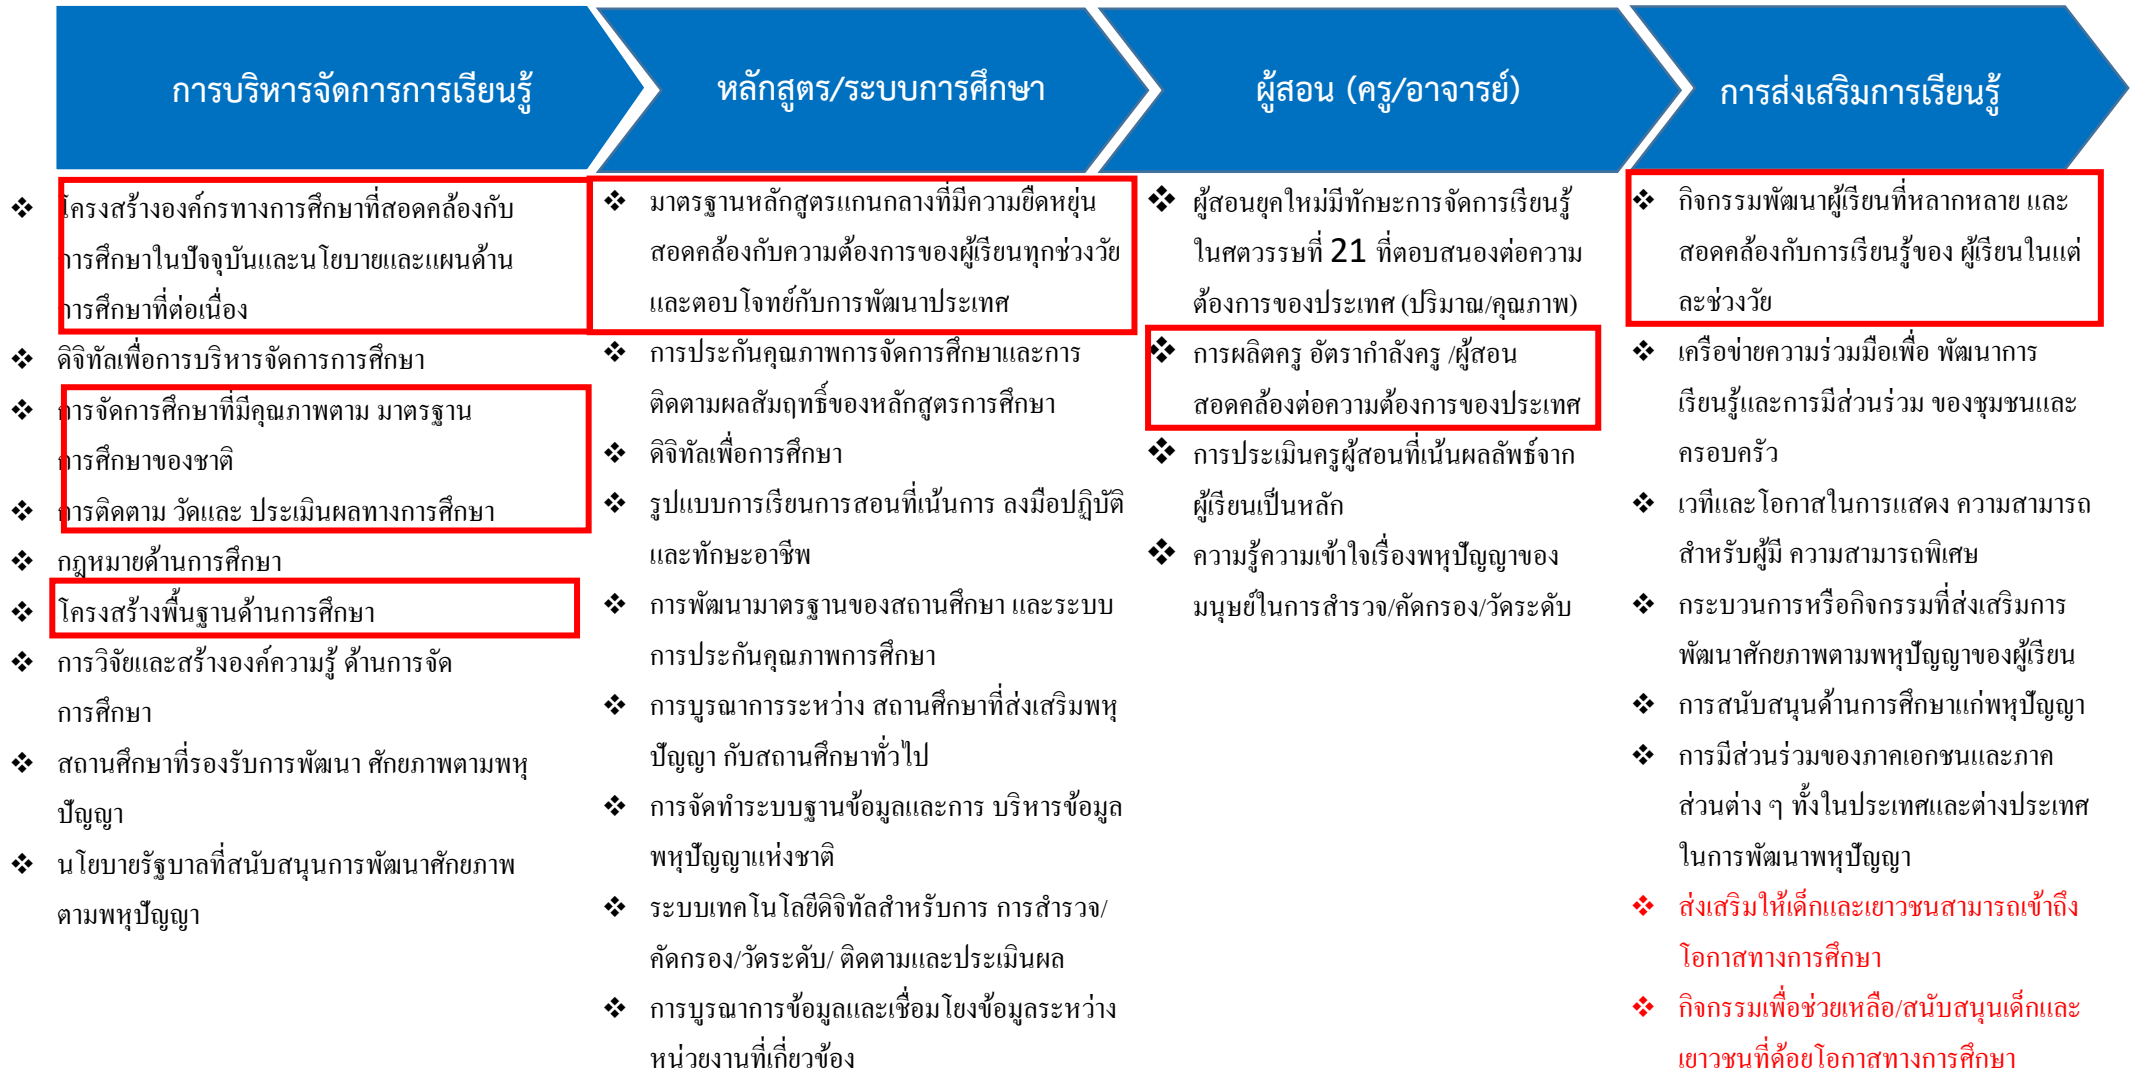 การบริหารจัดการการเรียนรู้
หลักสูตร/ระบบการศึกษา
ผู้สอน (ครู/อาจารย์)
การส่งเสริมการเรียนรู้
❖ โครงสร้างองค์กรทางการศึกษาที่สอดคล้องกับ
การศึกษาในปัจจุบันและนโยบายและแผนด้าน
การศึกษาที่ต่อเนื่อง
❖ ดิจิทัลเพื่อการบริหารจัดการการศึกษา
❖ การจัดการศึกษาที่มีคุณภาพตาม มาตรฐาน
การศึกษาของชาติ
❖ การติดตาม วัดและ ประเมินผลทางการศึกษา
❖ กฎหมายด้านการศึกษา
❖ โครงสร้างพื้นฐานด้านการศึกษา
❖ การวิจัยและสร้างองค์ความรู้ ด้านการจัด
การศึกษา
❖ สถานศึกษาที่รองรับการพัฒนา ศักยภาพตามพหุ
ปัญญา
❖ นโยบายรัฐบาลที่สนับสนุนการพัฒนาศักยภาพ
ตามพหุปัญญา
❖ มาตรฐานหลักสูตรแกนกลางที่มีความยืดหยุ่น
สอดคล้องกับความต้องการของผู้เรียนทุกช่วงวัย
และตอบโจทย์กับการพัฒนาประเทศ
❖ การประกันคุณภาพการจัดการศึกษาและการ
ติดตามผลสัมฤทธิ์ของหลักสูตรการศึกษา
❖ ดิจิทัลเพื่อการศึกษา
❖ รูปแบบการเรียนการสอนที่เน้นการ ลงมือปฏิบัติ
และทักษะอาชีพ
❖ การพัฒนามาตรฐานของสถานศึกษา และระบบ
การประกันคุณภาพการศึกษา
❖ การบูรณาการระหว่าง สถานศึกษาที่ส่งเสริมพหุ
ปัญญา กับสถานศึกษาทั่วไป
❖ การจัดทำระบบฐานข้อมูลและการ บริหารข้อมูล
พหุปัญญาแห่งชาติ
❖ ระบบเทคโนโลยีดิจิทัลสำหรับการ การสำรวจ/
คัดกรอง/วัดระดับ/ ติดตามและประเมินผล
❖ การบูรณาการข้อมูลและเชื่อมโยงข้อมูลระหว่าง
หน่วยงานที่เกี่ยวข้อง
❖ ผู้สอนยุคใหม่มีทักษะการจัดการเรียนรู้
ในศตวรรษที่ 21 ที่ตอบสนองต่อความ
ต้องการของประเทศ (ปริมาณ/คุณภาพ)
❖ การผลิตครู อัตรากำลังครู /ผู้สอน
สอดคล้องต่อความต้องการของประเทศ
❖ การประเมินครูผู้สอนที่เน้นผลลัพธ์จาก
ผู้เรียนเป็นหลัก
❖ ความรู้ความเข้าใจเรื่องพหุปัญญาของ
มนุษย์ในการสำรวจ/คัดกรอง/วัดระดับ
❖ กิจกรรมพัฒนาผู้เรียนที่หลากหลาย และ
สอดคล้องกับการเรียนรู้ของ ผู้เรียนในแต่
ละช่วงวัย
❖ เครือข่ายความร่วมมือเพื่อ พัฒนาการ
เรียนรู้และการมีส่วนร่วม ของชุมชนและ
ครอบครัว
❖ เวทีและโอกาสในการแสดง ความสามารถ
สำหรับผู้มี ความสามารถพิเศษ
❖ กระบวนการหรือกิจกรรมที่ส่งเสริมการ
พัฒนาศักยภาพตามพหุปัญญาของผู้เรียน
❖ การสนับสนุนด้านการศึกษาแก่พหุปัญญา
❖ การมีส่วนร่วมของภาคเอกชนและภาค
ส่วนต่าง ๆ ทั้งในประเทศและต่างประเทศ
ในการพัฒนาพหุปัญญา
❖ ส่งเสริมให้เด็กและเยาวชนสามารถเข้าถึง
โอกาสทางการศึกษา
❖ กิจกรรมเพื่อช่วยเหลือ/สนับสนุนเด็กและ
เยาวชนที่ด้อยโอกาสทางการศึกษา